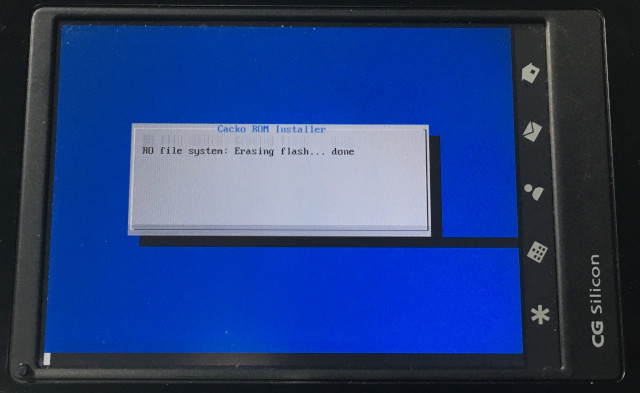 Cacko ROM Installer
RO file system: Erasing flash... done
CG Silicon